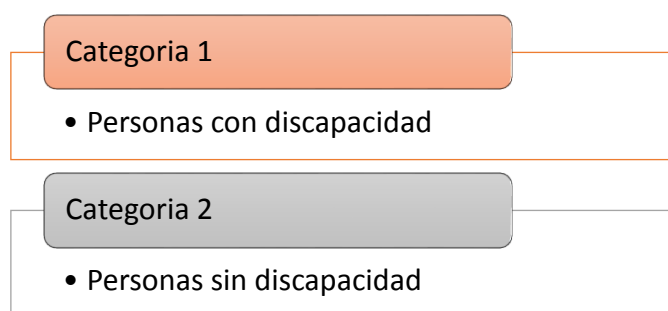 Categoria 1
• Personas con discapacidad
Categoria 2
• Personas sin discapacidad